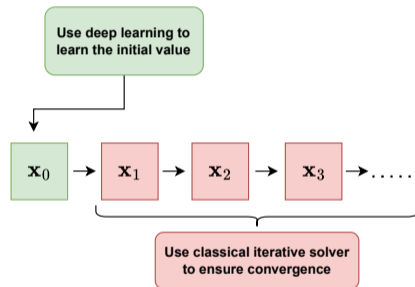 Use deep learning to
learn the initial value
x₀ → x₁ → x₂ → x₃ → .....
Use classical iterative solver
to ensure convergence